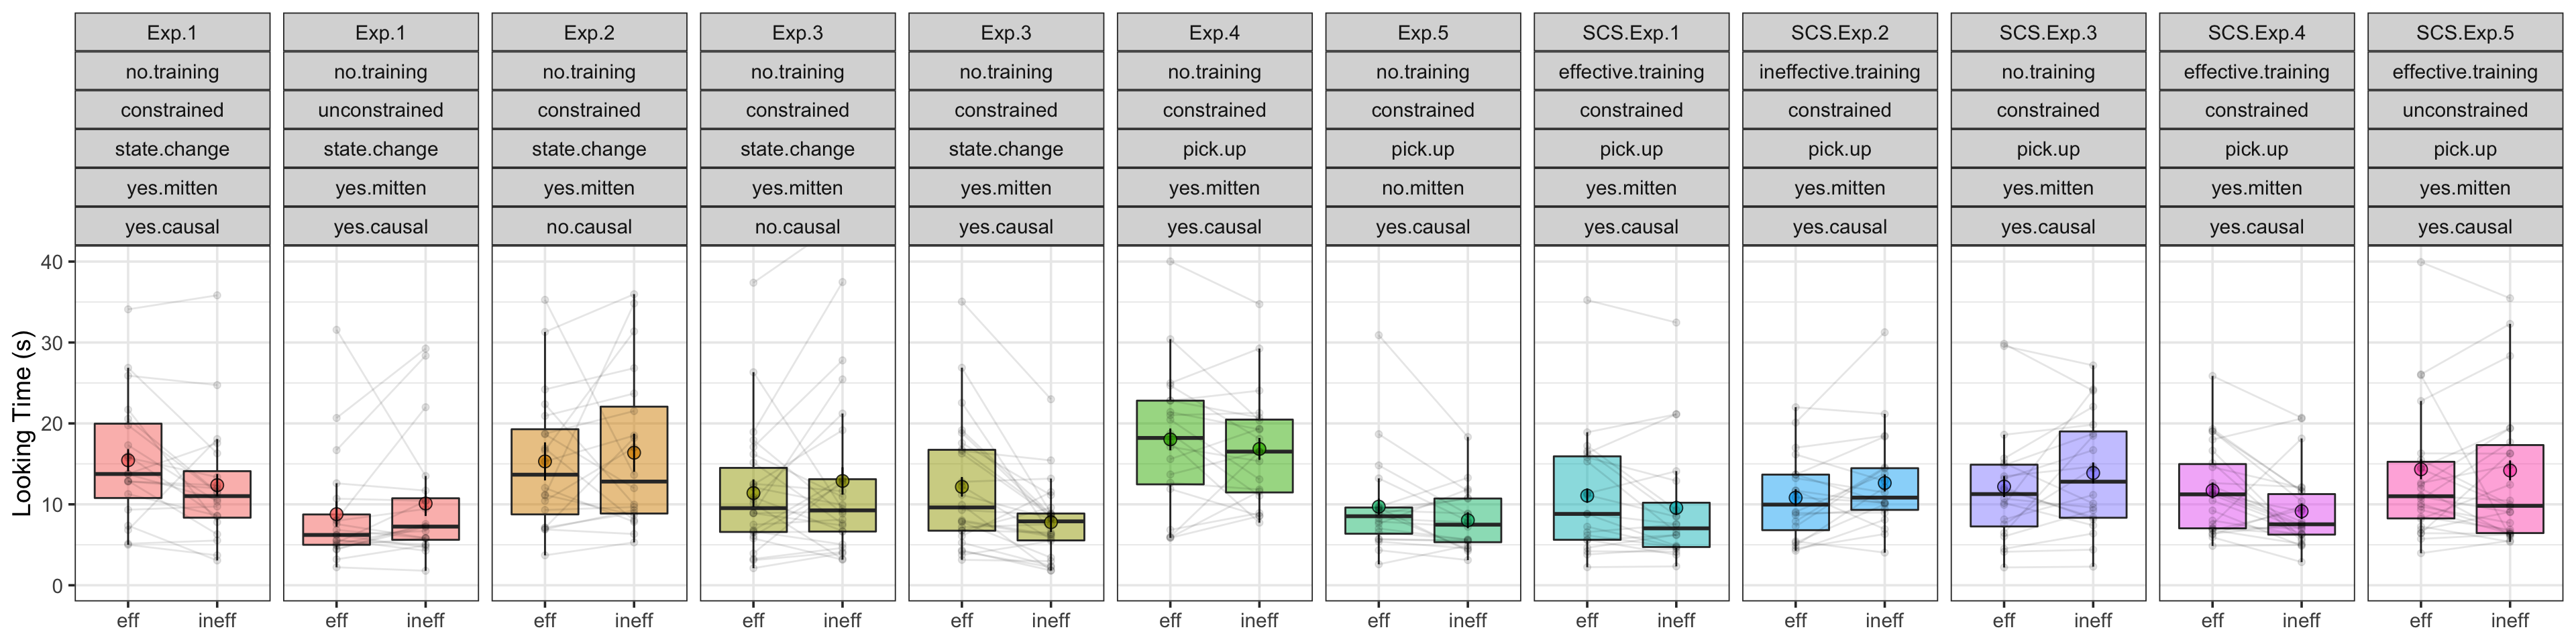 Exp.1 Exp.1 Exp.2 Exp.3 Exp.3 Exp.4 Exp.5 SCS.Exp.1 SCS.Exp.2 SCS.Exp.3 SCS.Exp.4 SCS.Exp.5
no.training no.training no.training no.training no.training no.training no.training effective.training ineffective.training no.training effective.training effective.training
constrained unconstrained constrained constrained constrained constrained constrained constrained constrained constrained constrained unconstrained
state.change state.change state.change state.change state.change pick.up pick.up pick.up pick.up pick.up pick.up pick.up
yes.mitten yes.mitten yes.mitten yes.mitten yes.mitten yes.mitten no.mitten yes.mitten yes.mitten yes.mitten yes.mitten yes.mitten
yes.causal yes.causal no.causal no.causal yes.causal yes.causal yes.causal yes.causal yes.causal yes.causal yes.causal yes.causal
Looking Time (s)
40
30
20
10
0
eff ineff eff ineff eff ineff eff ineff eff ineff eff ineff eff ineff eff ineff eff ineff eff ineff eff ineff eff ineff